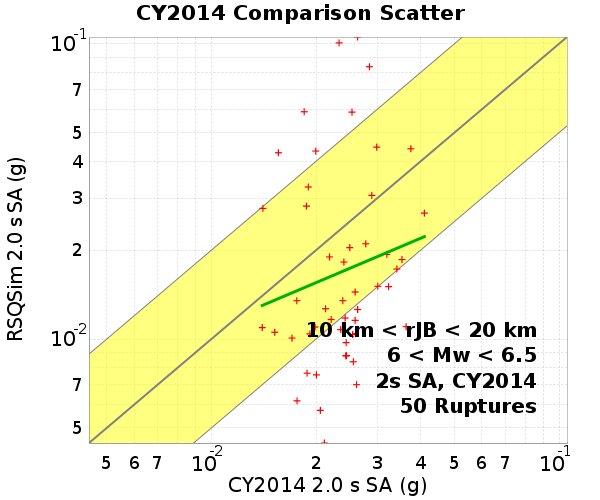 CY2014 Comparison Scatter
RSQSim 2.0 s SA (g)
10⁻¹
7
5
4
3
2
10⁻²
7
5
10 km < rJB < 20 km
6 < Mw < 6.5
2s SA, CY2014
50 Ruptures
5 6 7 10⁻² 2 3 4 5 6 7 10⁻¹
CY2014 2.0 s SA (g)